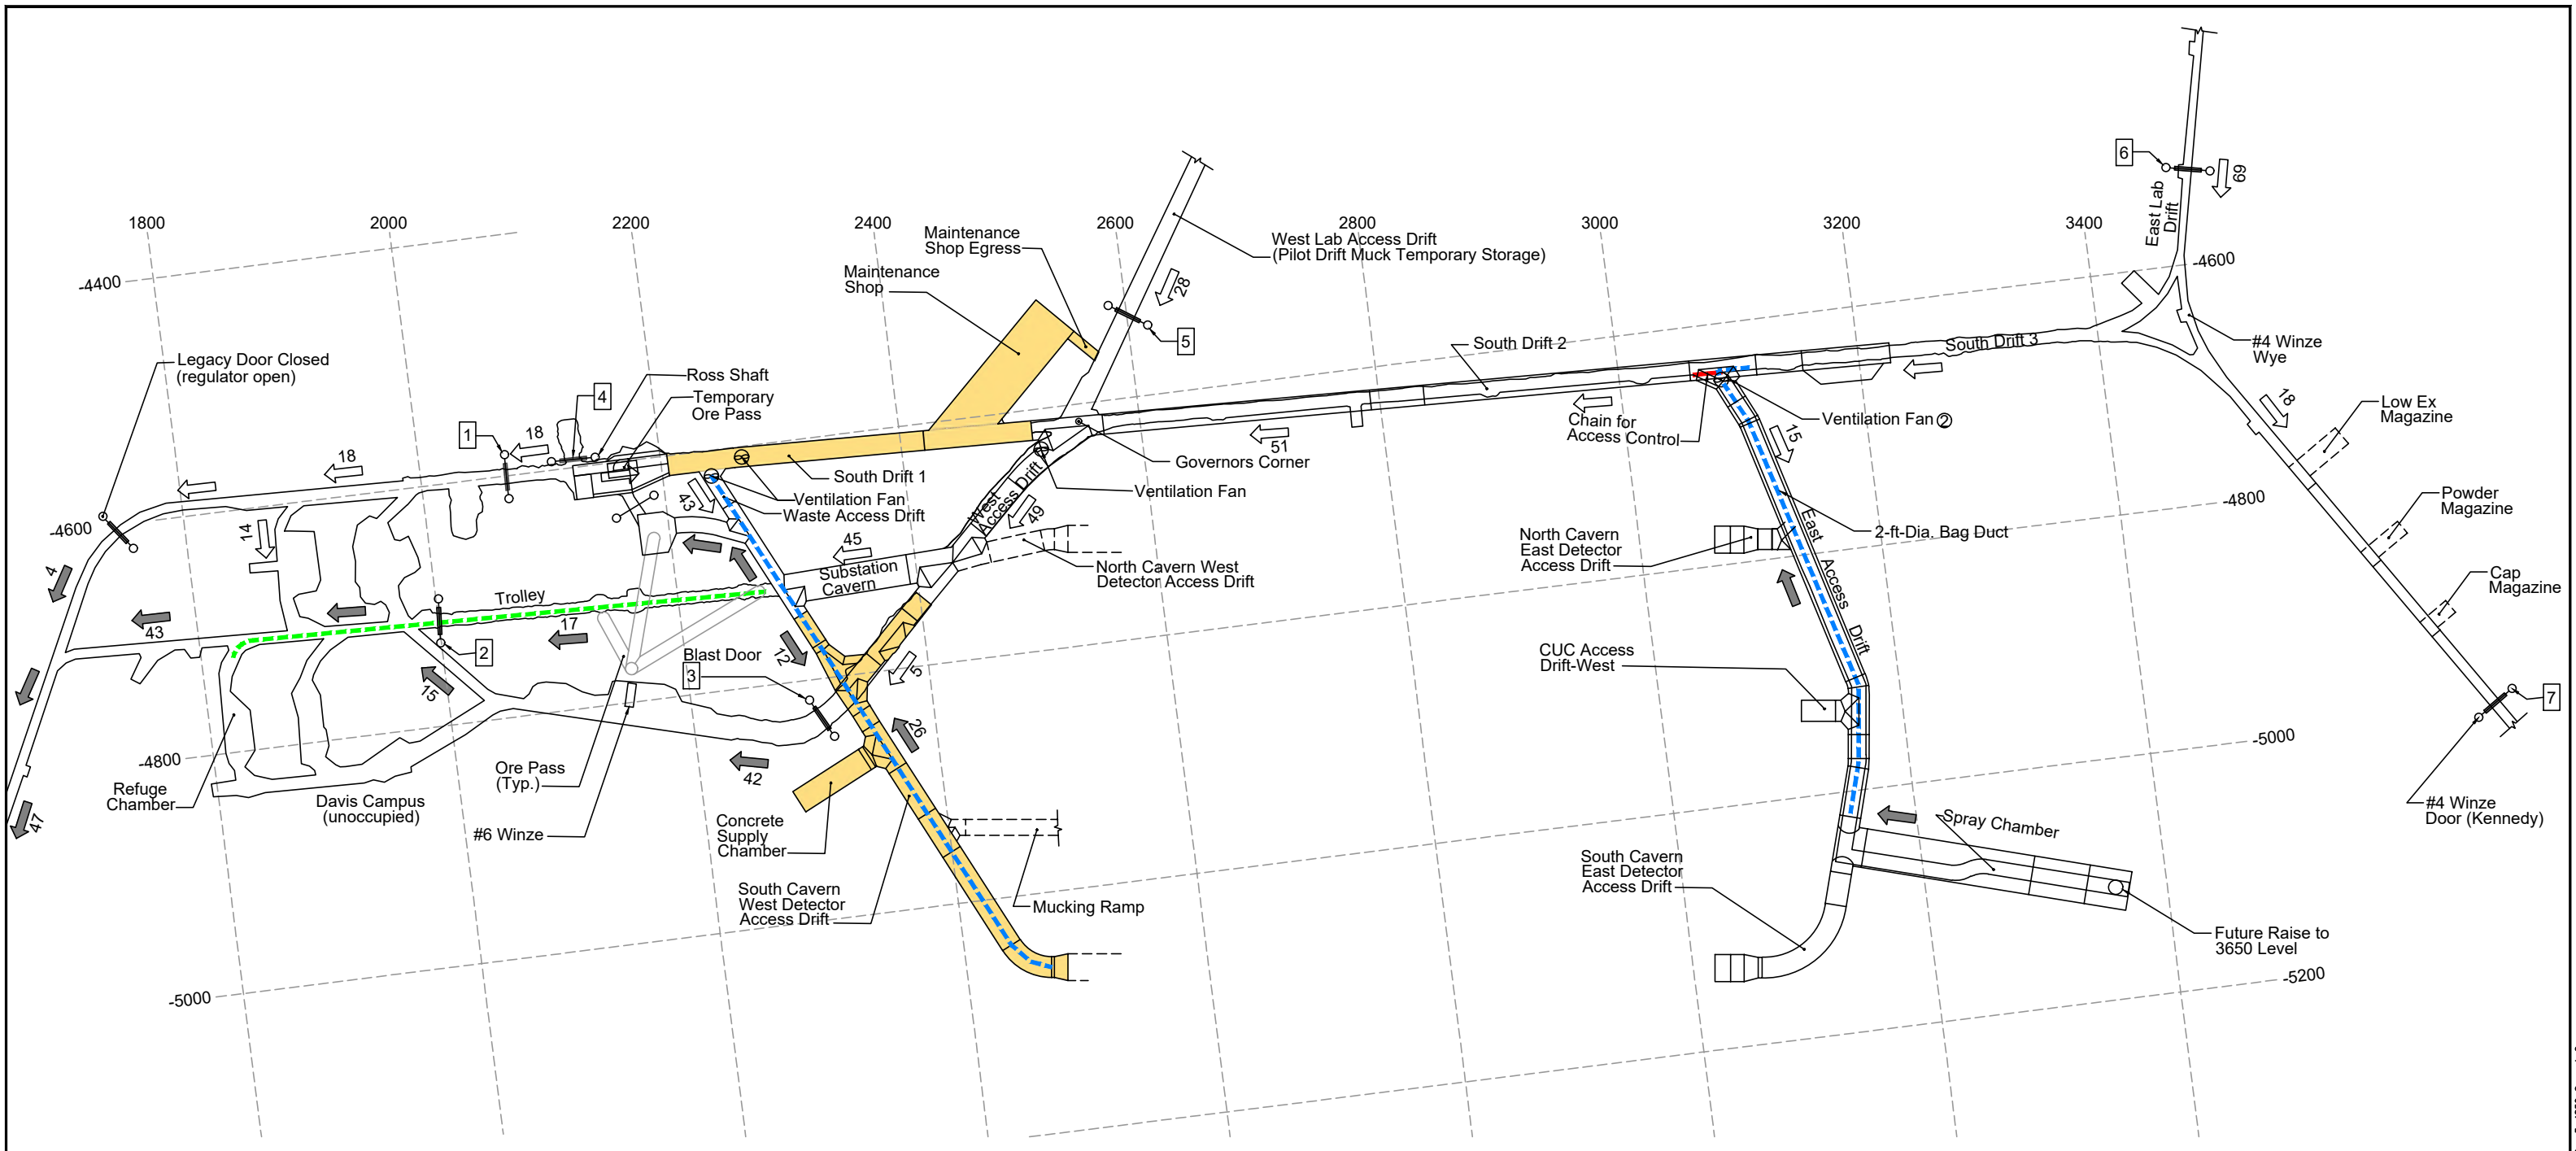 6
69
East Lab
Drift
1800
2000
2200
2400
2600
2800
3000
3200
3400
Maintenance
Shop Egress
West Lab Access Drift
(Pilot Drift Muck Temporary Storage)
-4400
-4600
Maintenance
Shop
28
5
#4 Winze
Wye
South Drift 3
South Drift 2
Legacy Door Closed
(regulator open)
Ross Shaft
4
Temporary
Ore Pass
18
Low Ex
Magazine
Chain for
Access Control
Ventilation Fan 2
1
18
18
51
15
Governors Corner
South Drift 1
Ventilation Fan
Ventilation Fan
Waste Access Drift
43
West
Access Drift
49
-4800
Powder
Magazine
-4600
14
North Cavern
East Detector
Access Drift
East Access Drift
2-ft-Dia. Bag Duct
45
Substation
Cavern
North Cavern West
Detector Access Drift
4
Trolley
Cap
Magazine
43
17
2
12
Blast Door
3
5
CUC Access
Drift-West
15
7
26
-5000
-4800
42
Ore Pass
(Typ.)
Refuge
Chamber
Davis Campus
(unoccupied)
47
#6 Winze
Concrete
Supply
Chamber
#4 Winze
Door (Kennedy)
Spray Chamber
South Cavern
West Detector
Access Drift
Mucking Ramp
South Cavern
East Detector
Access Drift
Future Raise to
3650 Level
-5000
-5200